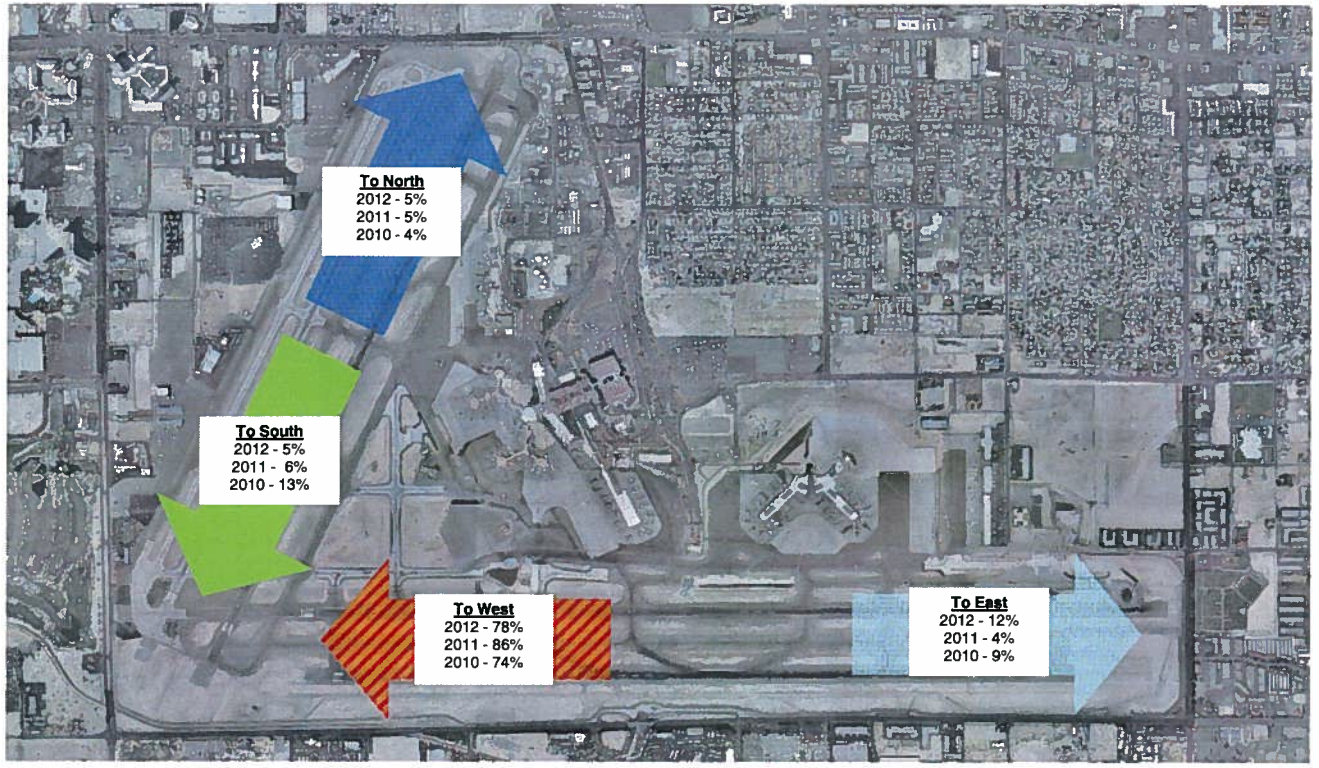 To North
2012 - 5%
2011 - 5%
2010 - 4%
To South
2012 - 5%
2011 -  6%
2010 - 13%
To West
2012 - 78%
2011 - 86%
2010 - 74%
To East
2012 - 12%
2011 - 4%
2010 - 9%